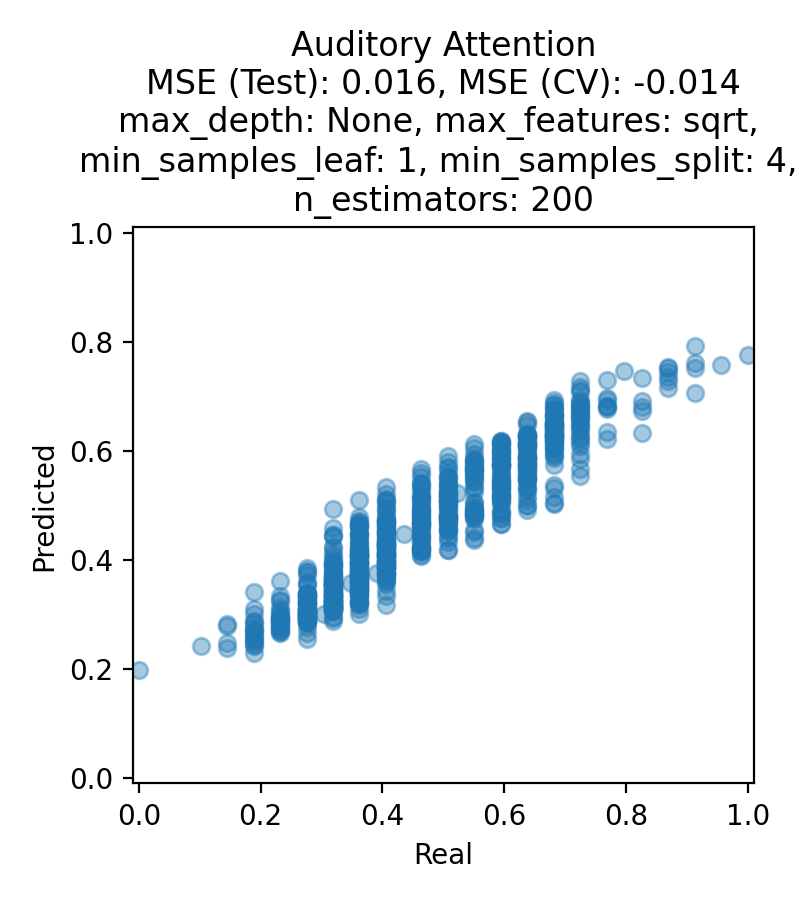 Auditory Attention
MSE (Test): 0.016, MSE (CV): -0.014
max_depth: None, max_features: sqrt,
min_samples_leaf: 1, min_samples_split: 4,
n_estimators: 200
1.0
0.8
0.6
0.4
0.2
0.0
Predicted
0.0 0.2 0.4 0.6 0.8 1.0
Real